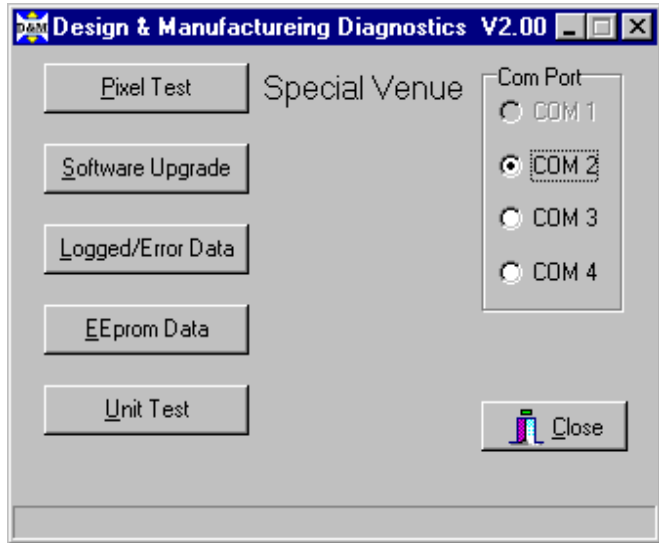 D&M Design & Manufactureing Diagnostics V2.00
Pixel Test
Special Venue
Software Upgrade
Logged/Error Data
EEprom Data
Unit Test
Com Port
COM 1
COM 2
COM 3
COM 4
Close